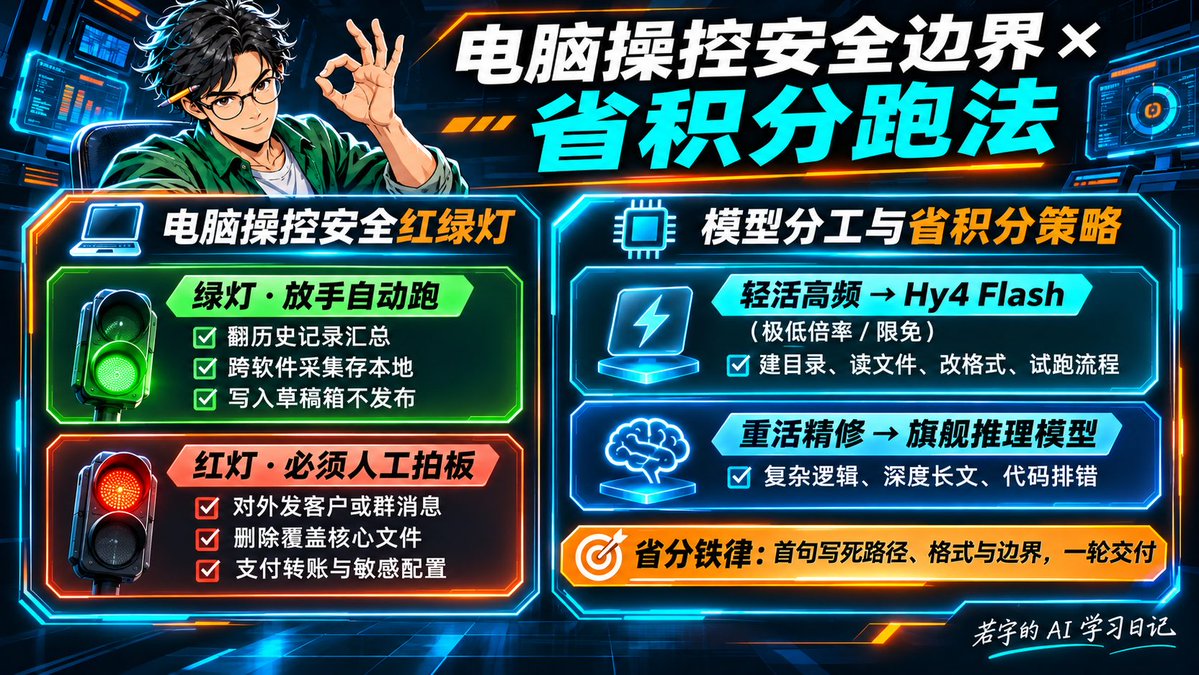 电脑操控安全边界×
省积分跑法
电脑操控安全红绿灯
绿灯·放手自动跑
翻历史记录汇总
跨软件采集存本地
写入草稿箱不发布
红灯·必须人工拍板
对外发客户或群消息
删除覆盖核心文件
支付转账与敏感配置
模型分工与省积分策略
轻活高频→Hy4 Flash
（极低倍率 / 限免）
建目录、读文件、改格式、试跑流程
重活精修→旗舰推理模型
复杂逻辑、深度长文、代码排错
省分铁律：首句写死路径、格式与边界，一轮交付
若宇的 AI 学习日记